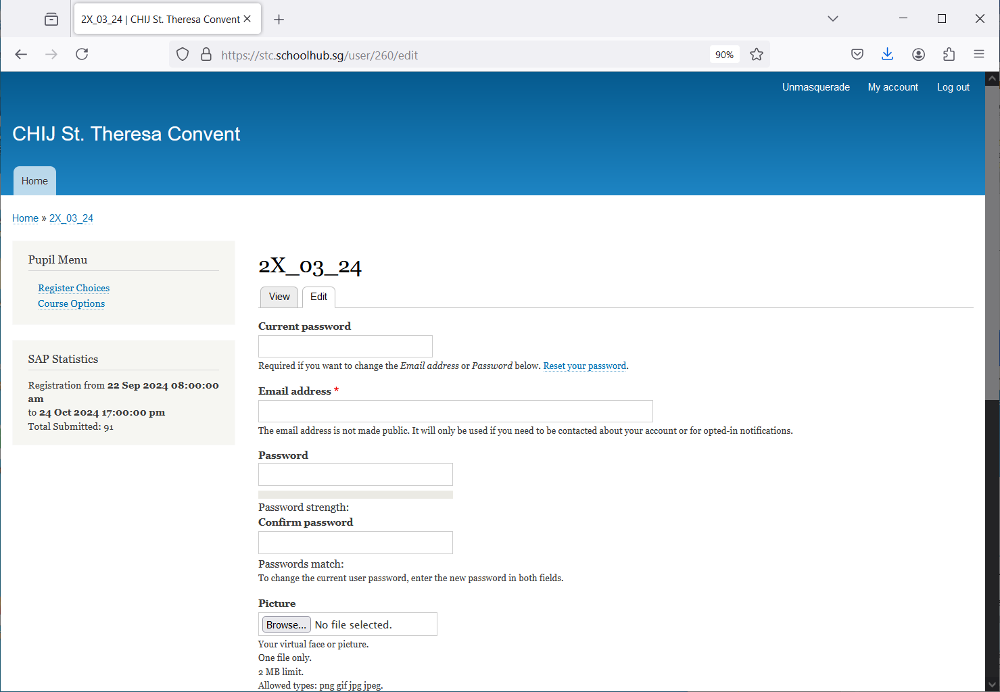 2X_03_24 | CHIJ St. Theresa Convent
https://stc.schoolhub.sg/user/260/edit
90%
Unmasquerade My account Log out
CHIJ St. Theresa Convent
Home
Home » 2X_03_24
Pupil Menu
Register Choices
Course Options
SAP Statistics
Registration from 22 Sep 2024 08:00:00
am
to 24 Oct 2024 17:00:00 pm
Total Submitted: 91
2X_03_24
View Edit
Current password
Required if you want to change the Email address or Password below. Reset your password.
Email address *
The email address is not made public. It will only be used if you need to be contacted about your account or for opted-in notifications.
Password
Password strength:
Confirm password
Passwords match:
To change the current user password, enter the new password in both fields.
Picture
Browse... No file selected.
Your virtual face or picture.
One file only.
2 MB limit.
Allowed types: png gif jpg jpeg.